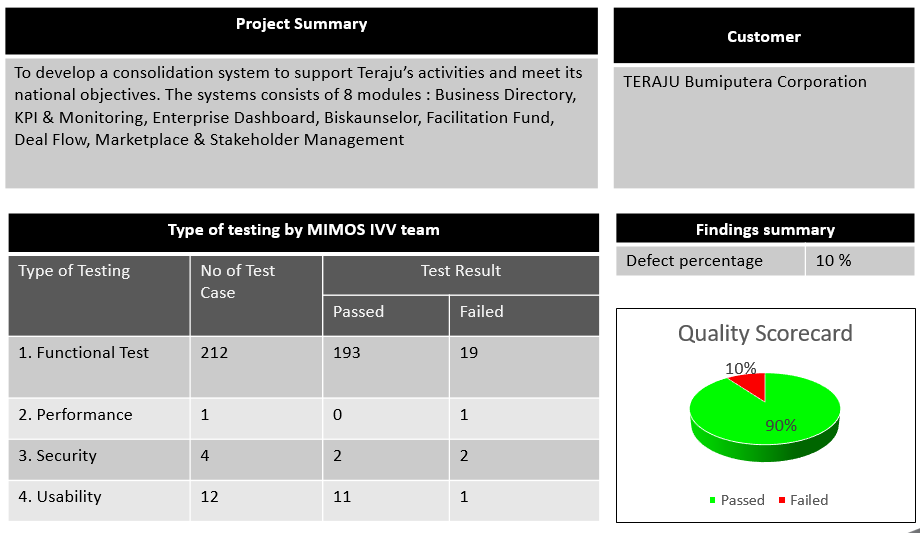 Project Summary
To develop a consolidation system to support Teraju’s activities and meet its
national objectives. The systems consists of 8 modules : Business Directory,
KPI & Monitoring, Enterprise Dashboard, Biskaunselor, Facilitation Fund,
Deal Flow, Marketplace & Stakeholder Management
Customer
TERAJU Bumiputera Corporation
Type of testing by MIMOS IVV team
Type of Testing
No of Test
Case
Test Result
Passed
Failed
1. Functional Test 212 193 19
2. Performance 1 0 1
3. Security 4 2 2
4. Usability 12 11 1
Findings summary
Defect percentage 10 %
Quality Scorecard
10%
90%
Passed Failed